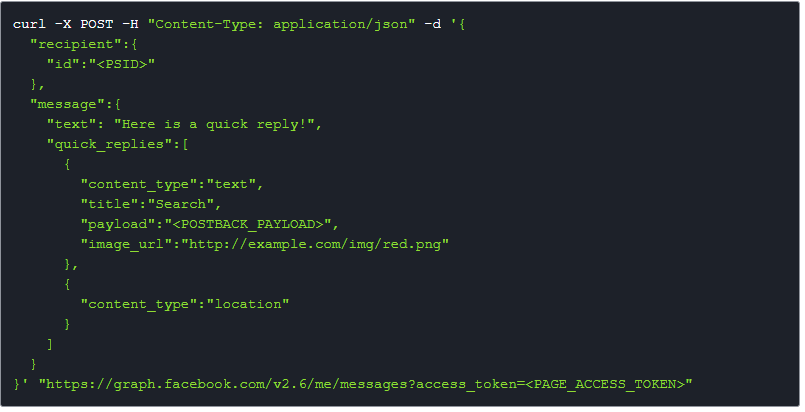 curl -X POST -H "Content-Type: application/json" -d '{
  "recipient":{
    "id":"<PSID>"
  },
  "message":{
    "text": "Here is a quick reply!",
    "quick_replies":[
      {
        "content_type":"text",
        "title":"Search",
        "payload":"<POSTBACK_PAYLOAD>",
        "image_url":"http://example.com/img/red.png"
      },
      {
        "content_type":"location"
      }
    ]
  }
}' "https://graph.facebook.com/v2.6/me/messages?access_token=<PAGE_ACCESS_TOKEN>"